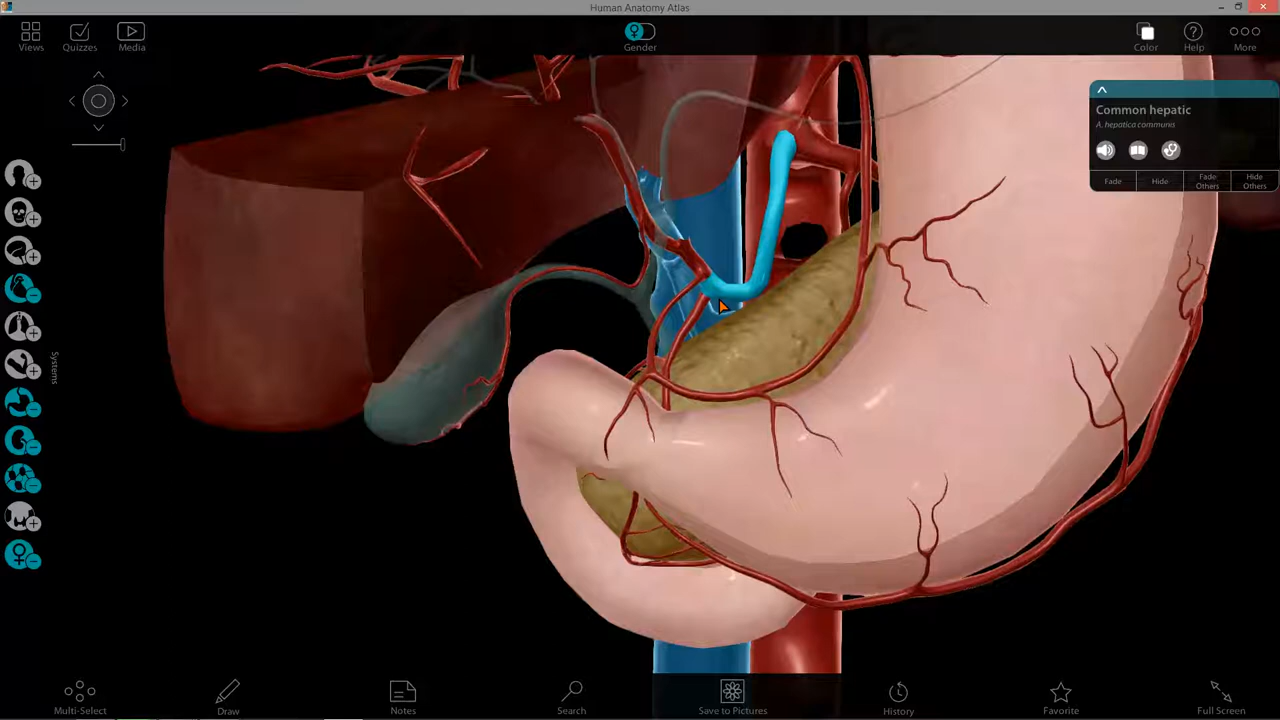 Human Anatomy Atlas
Views
Quizzes
Media
Gender
Color
Help
More
Common hepatic
A. hepatica communis
Fade
Hide
Fade
Others
Hide
Others
Systems
Multi-Select
Draw
Notes
Search
Save to Pictures
History
Favorite
Full Screen